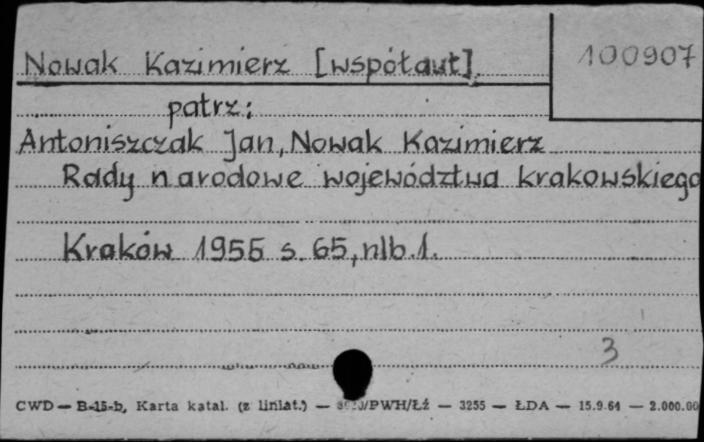 Nowak Kazimierz [współaut].
100907
patrz:
Antoniszczak Jan, Nowak Kazimierz
Rady narodowe województwa krakowskiego
Kraków 1955 s. 65, nlb. 1.
3
CWD — B-15-b, Karta katal. (z liniat.) — /PWH/Łź — 3255 — ŁDA — 15.9.64 — 2.000.00